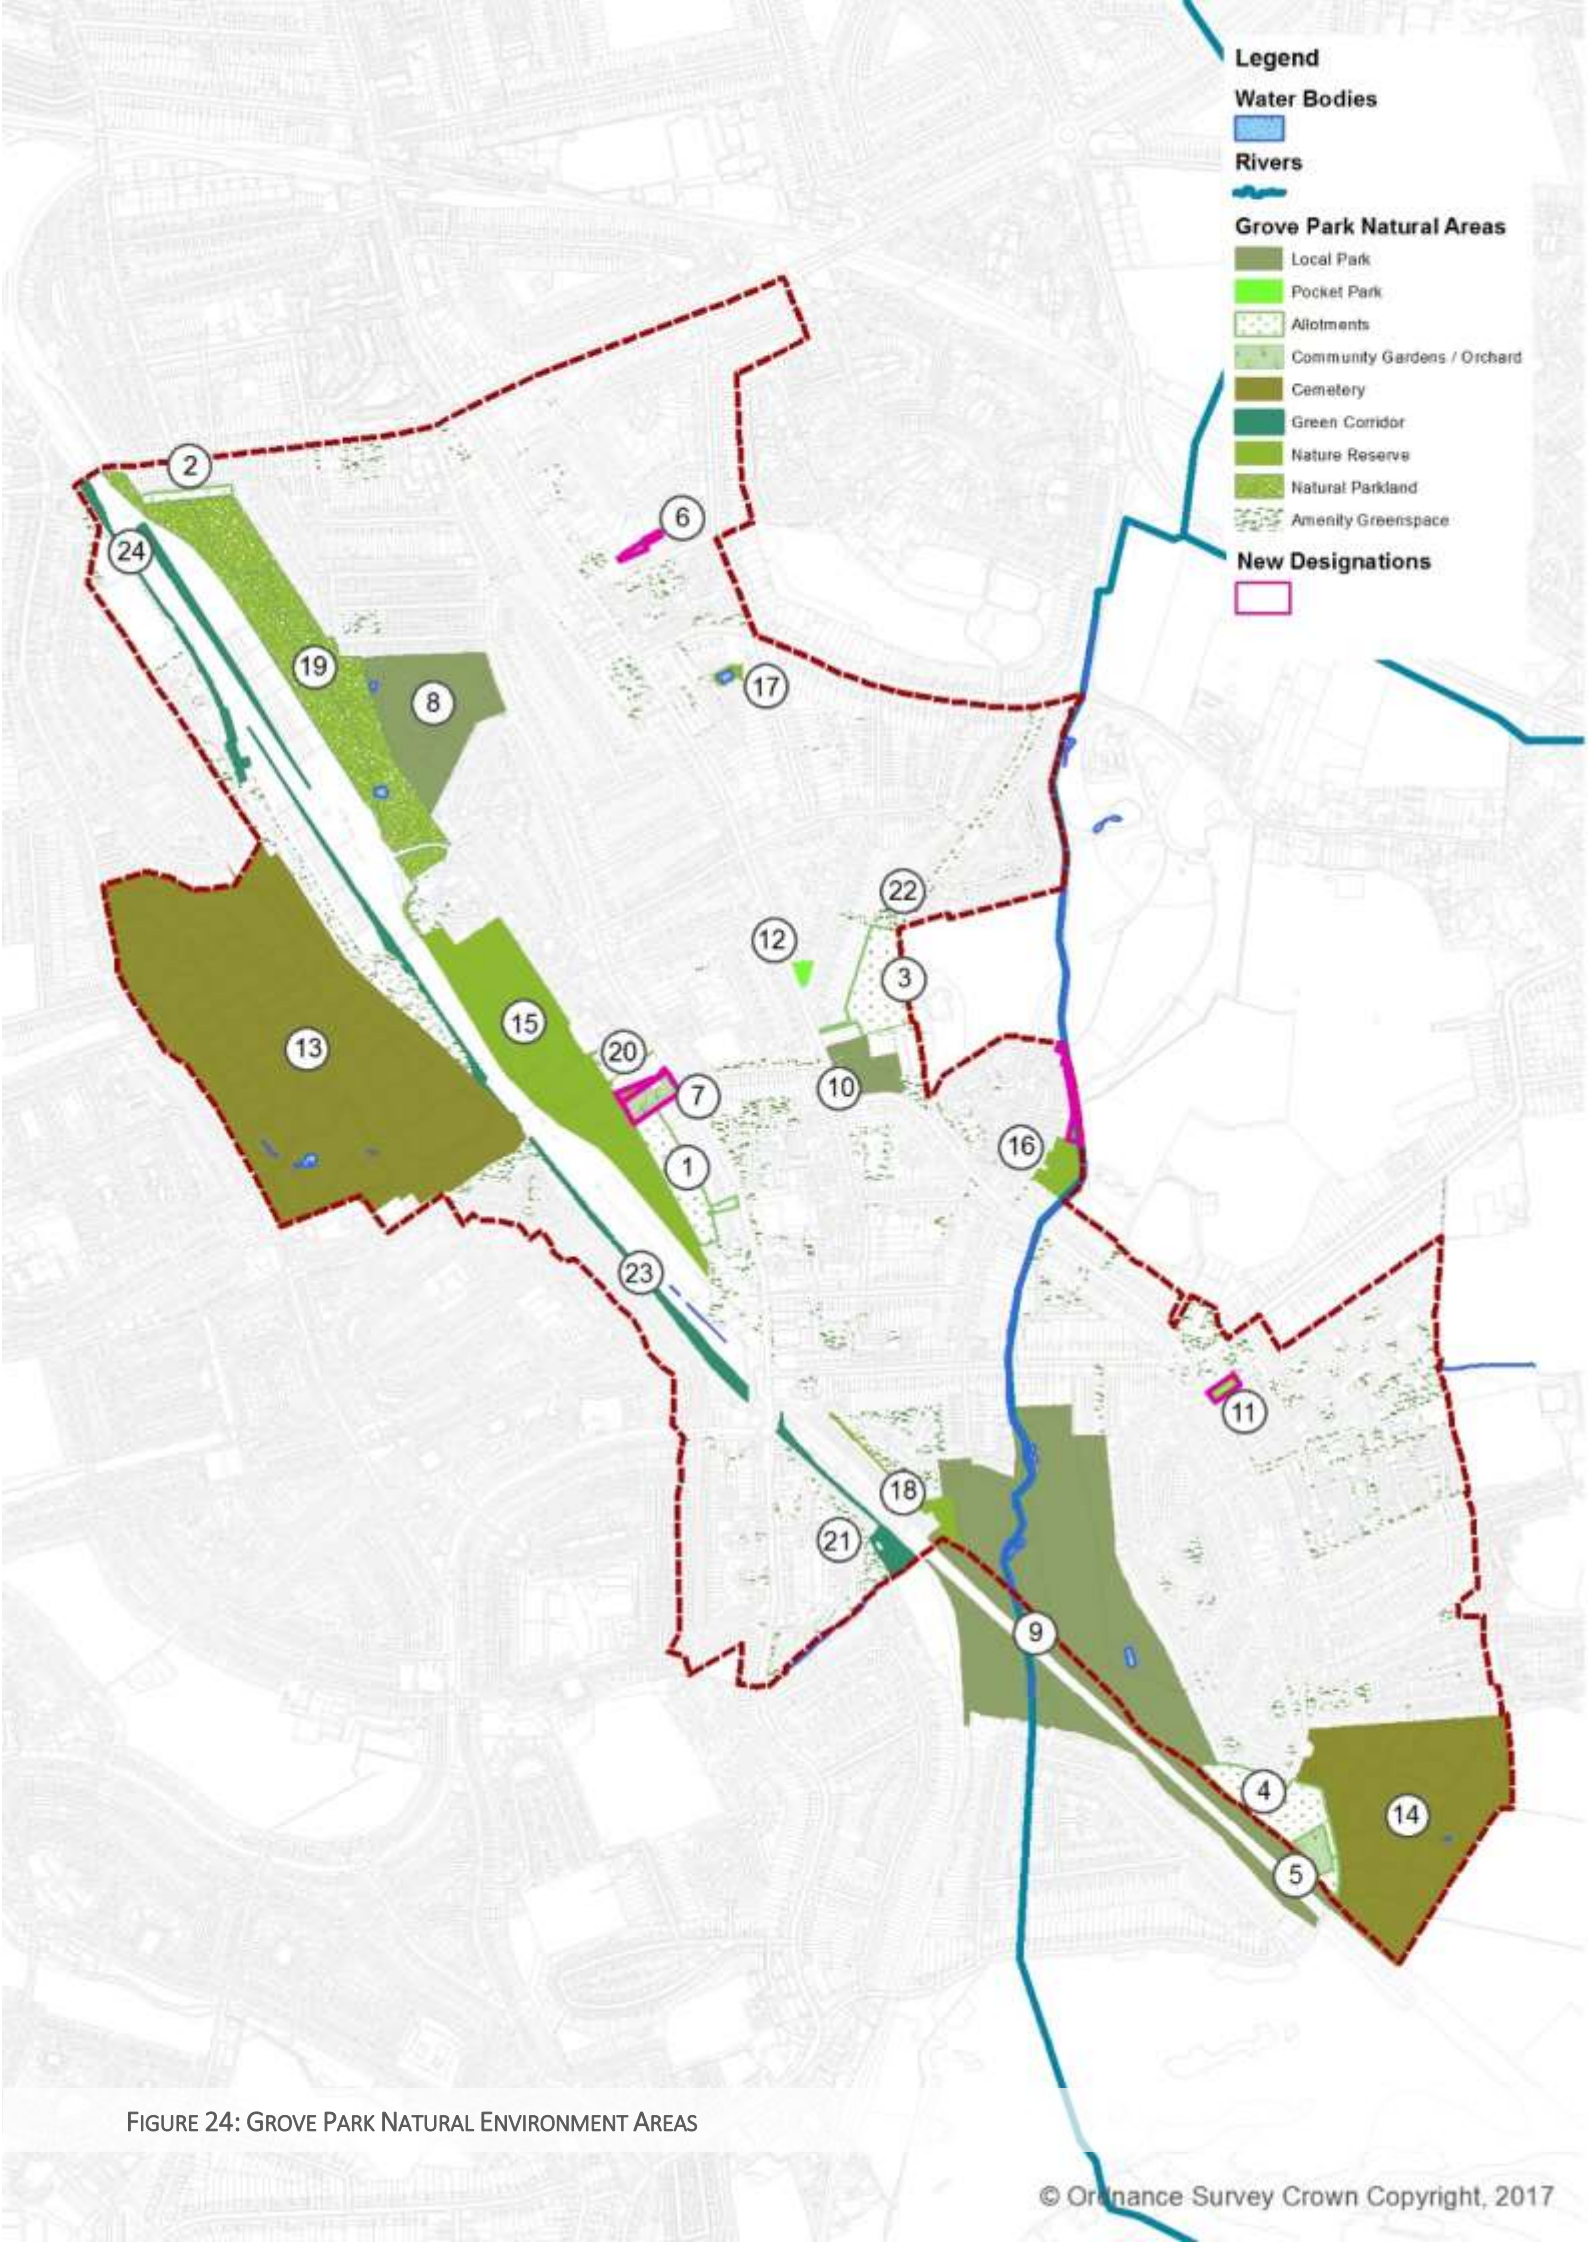 Legend
Water Bodies
Rivers
Grove Park Natural Areas
Local Park
Pocket Park
Allotments
Community Gardens / Orchard
Cemetery
Green Corridor
Nature Reserve
Natural Parkland
Amenity Greenspace
New Designations
2
6
24
19
8
17
22
12
3
15
13
20
7
10
16
1
23
11
18
21
9
4
14
5
FIGURE 24: GROVE PARK NATURAL ENVIRONMENT AREAS
© Ordnance Survey Crown Copyright, 2017